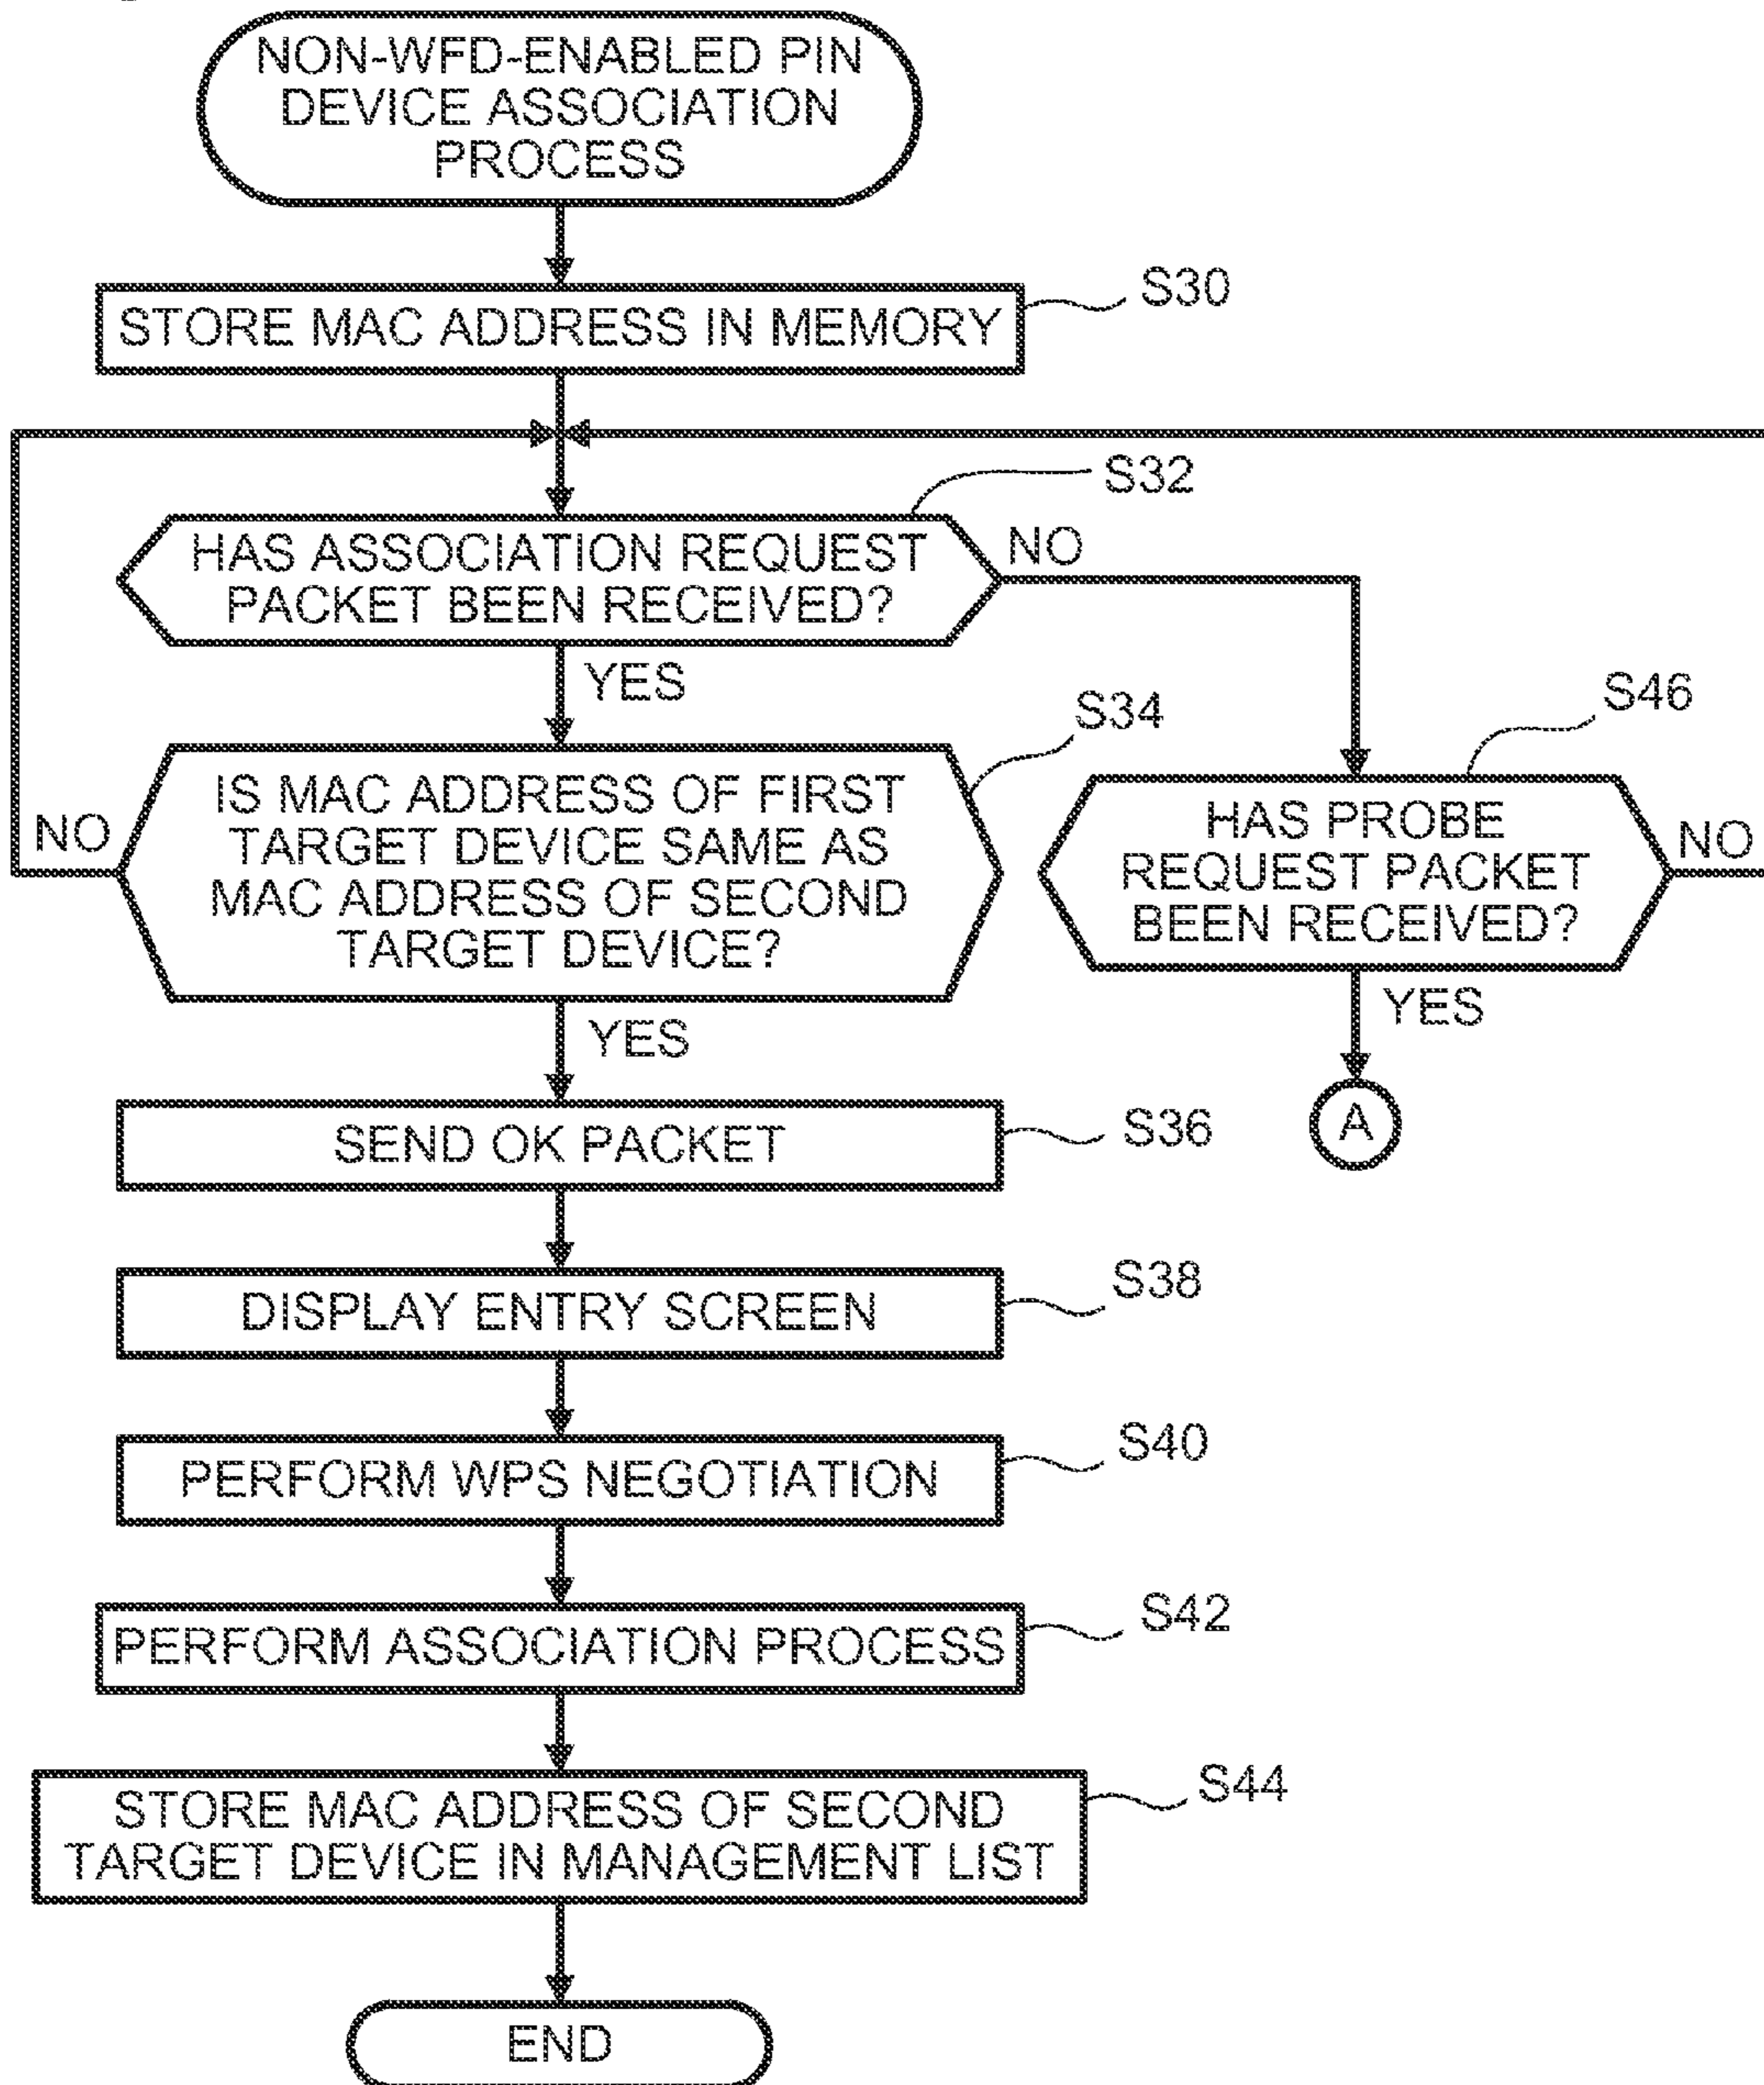 NON-WFD-ENABLED PIN
DEVICE ASSOCIATION
PROCESS
STORE MAC ADDRESS IN MEMORY
S30
S32
HAS ASSOCIATION REQUEST
PACKET BEEN RECEIVED?
NO
YES
S34
IS MAC ADDRESS OF FIRST
TARGET DEVICE SAME AS
MAC ADDRESS OF SECOND
TARGET DEVICE?
NO
YES
S46
HAS PROBE
REQUEST PACKET
BEEN RECEIVED?
NO
YES
A
SEND OK PACKET
S36
DISPLAY ENTRY SCREEN
S38
PERFORM WPS NEGOTIATION
S40
PERFORM ASSOCIATION PROCESS
S42
STORE MAC ADDRESS OF SECOND
TARGET DEVICE IN MANAGEMENT LIST
S44
END